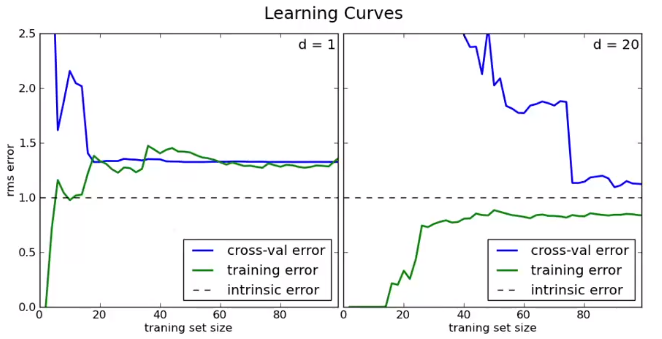 Learning Curves
d = 1
d = 20
rms error
2.5
2.0
1.5
1.0
0.5
0.0
cross-val error
training error
intrinsic error
cross-val error
training error
intrinsic error
0 20 40 60 80
0 20 40 60 80
traning set size
traning set size